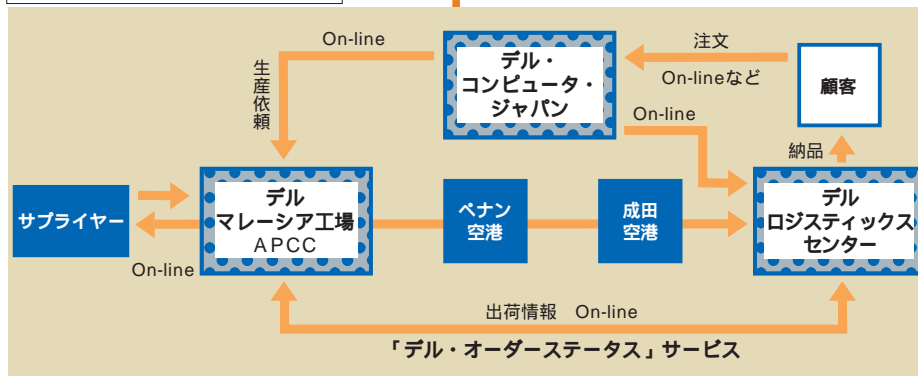 On-line
注文
デル・
コンピュータ・
ジャパン
On-lineなど
顧客
生産依頼
On-line
納品
サプライヤー
デル
マレーシア工場
APCC
ペナン
空港
成田
空港
デル
ロジスティックス
センター
On-line
出荷情報　On-line
「デル・オーダーステータス」サービス